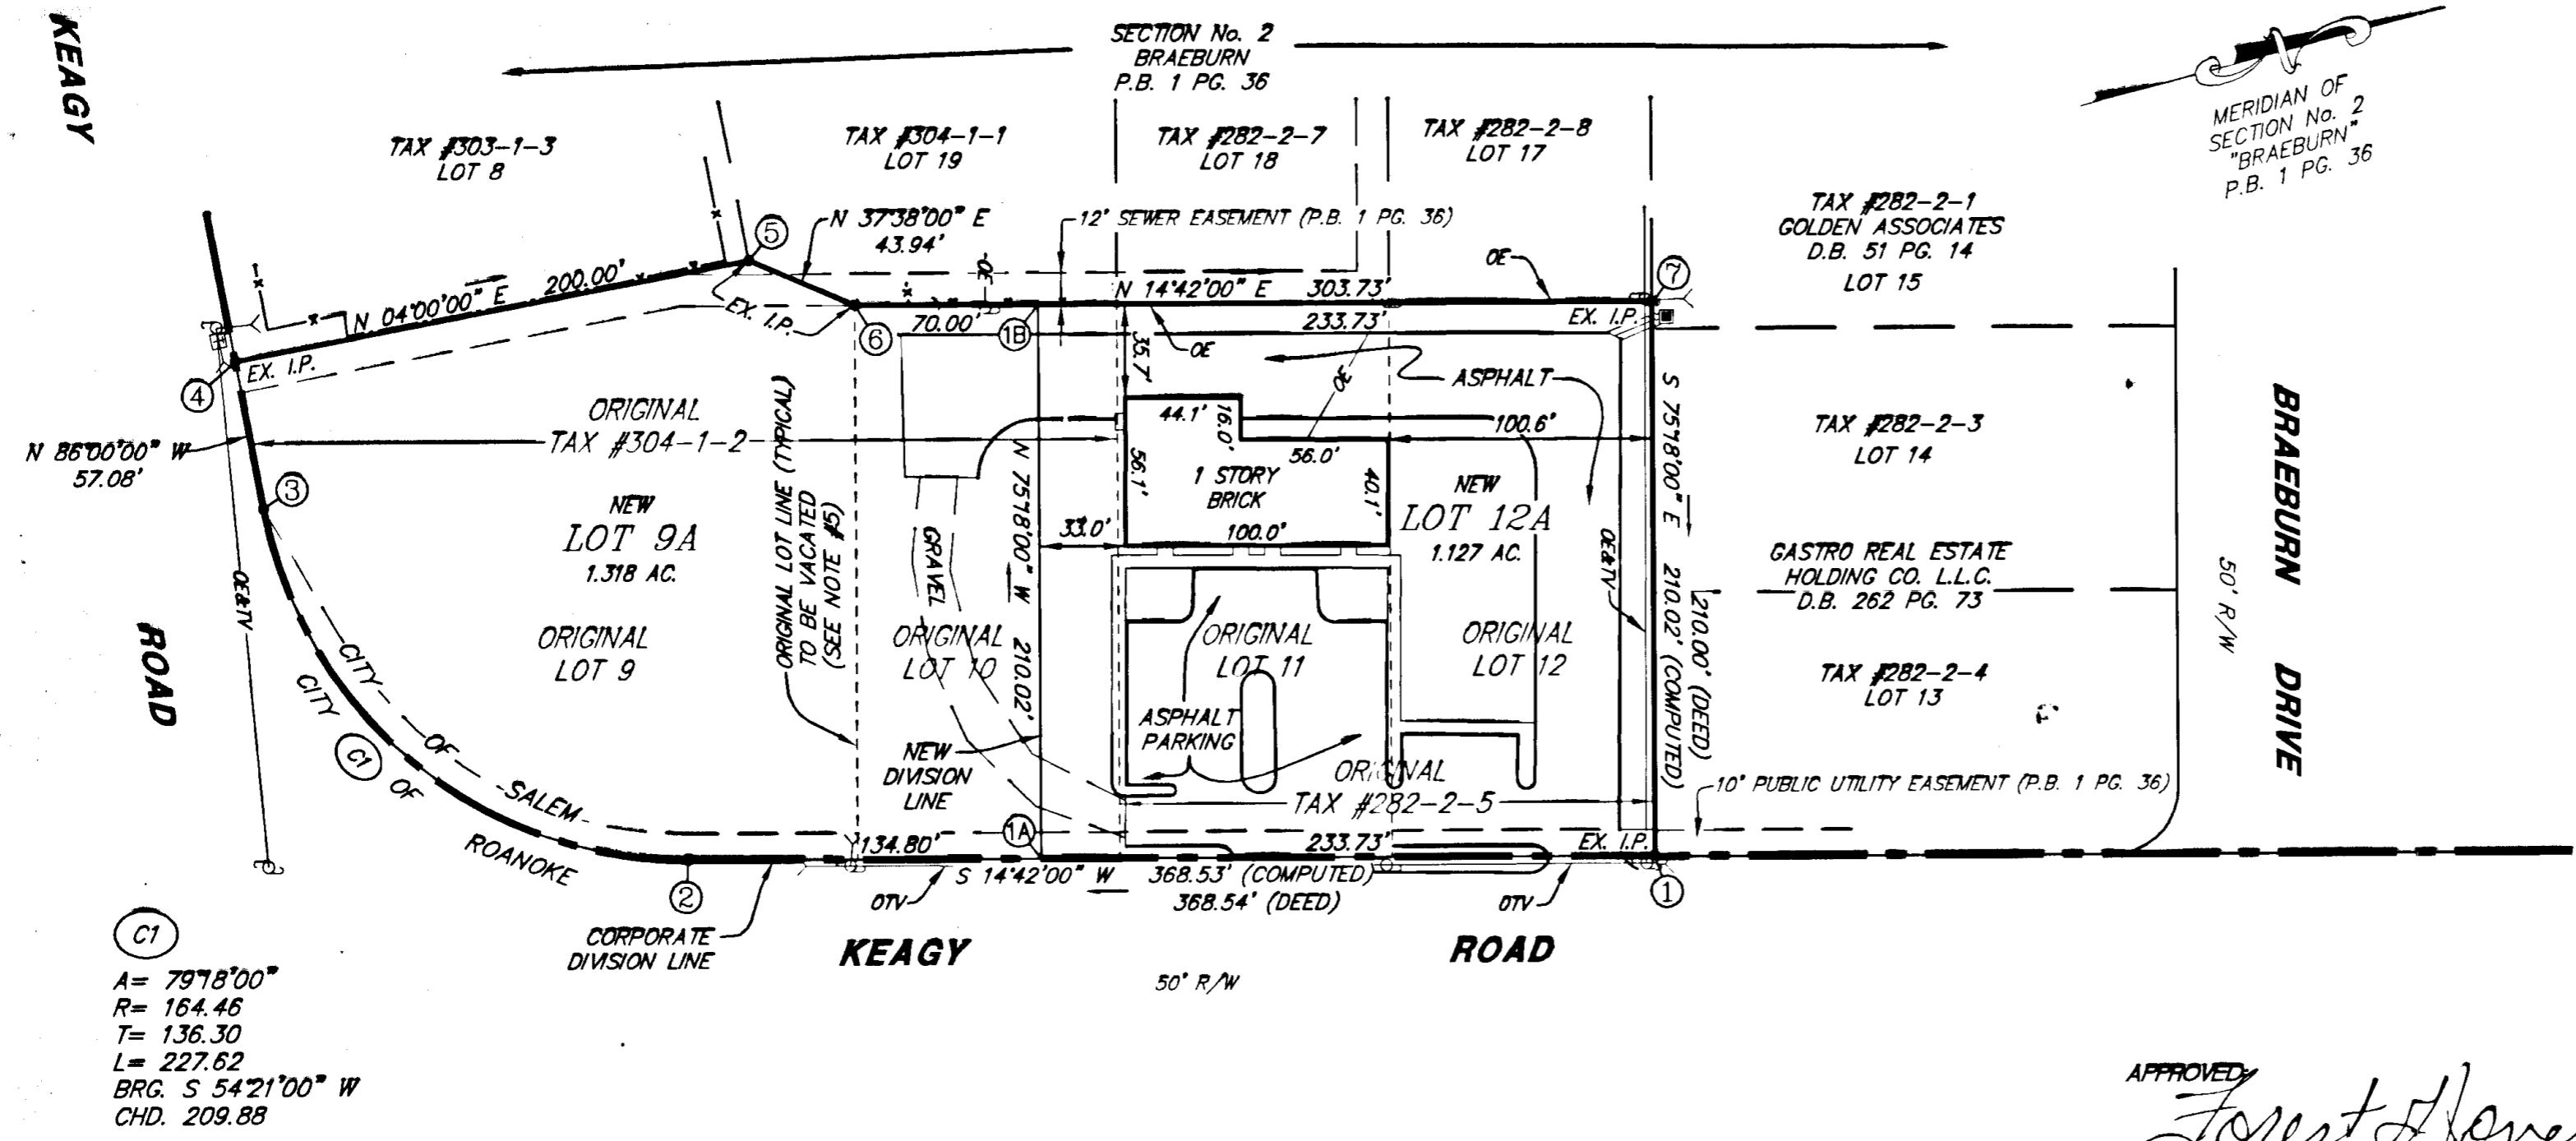 KEAGY
ROAD
SECTION No. 2
BRAEBURN
P.B. 1 PG. 36
MERIDIAN OF
SECTION No. 2
"BRAEBURN"
P.B. 1 PG. 36
TAX #303-1-3
LOT 8
TAX #304-1-1
LOT 19
TAX #282-2-7
LOT 18
TAX #282-2-8
LOT 17
TAX #282-2-1
GOLDEN ASSOCIATES
D.B. 51 PG. 14
LOT 15
5
N 37°38'00" E
43.94'
12' SEWER EASEMENT (P.B. 1 PG. 36)
OE
OE
7
N 04°00'00" E 200.00'
EX. I.P.
N 14°42'00" E 303.73'
70.00'
233.73'
EX. I.P.
6
1B
OE
4
EX. I.P.
35.7'
30'
ASPHALT
ORIGINAL
TAX #304-1-2
44.1'
16.0'
100.6'
N 86°00'00" W
57.08'
3
56.1'
56.0'
40.1'
1 STORY
BRICK
100.0'
33.0'
NEW
LOT 9A
1.318 AC.
NEW
LOT 12A
1.127 AC.
ORIGINAL LOT LINE (TYPICAL)
TO BE VACATED
(SEE NOTE #5)
GRAVEL
N 75°18'00" W 210.02'
S 75°18'00" E 210.02' (COMPUTED)
210.00' (DEED)
OE&TV
OE&TV
TAX #282-2-3
LOT 14
GASTRO REAL ESTATE
HOLDING CO. L.L.C.
D.B. 262 PG. 73
TAX #282-2-4
LOT 13
BRAEBURN DRIVE
50' R/W
ORIGINAL
LOT 9
ORIGINAL
LOT 10
ORIGINAL
LOT 11
ORIGINAL
LOT 12
ASPHALT
PARKING
NEW
DIVISION
LINE
ORIGINAL
TAX #282-2-5
10' PUBLIC UTILITY EASEMENT (P.B. 1 PG. 36)
CITY OF SALEM
CITY OF ROANOKE
C1
134.80'
1A
233.73'
EX. I.P.
2
S 14°42'00" W 368.53' (COMPUTED)
368.54' (DEED)
OTV
OTV
1
CORPORATE
DIVISION LINE
KEAGY ROAD
50' R/W
C1
A= 79°18'00"
R= 164.46
T= 136.30
L= 227.62
BRG. S 54°21'00" W
CHD. 209.88
APPROVED:
Forest